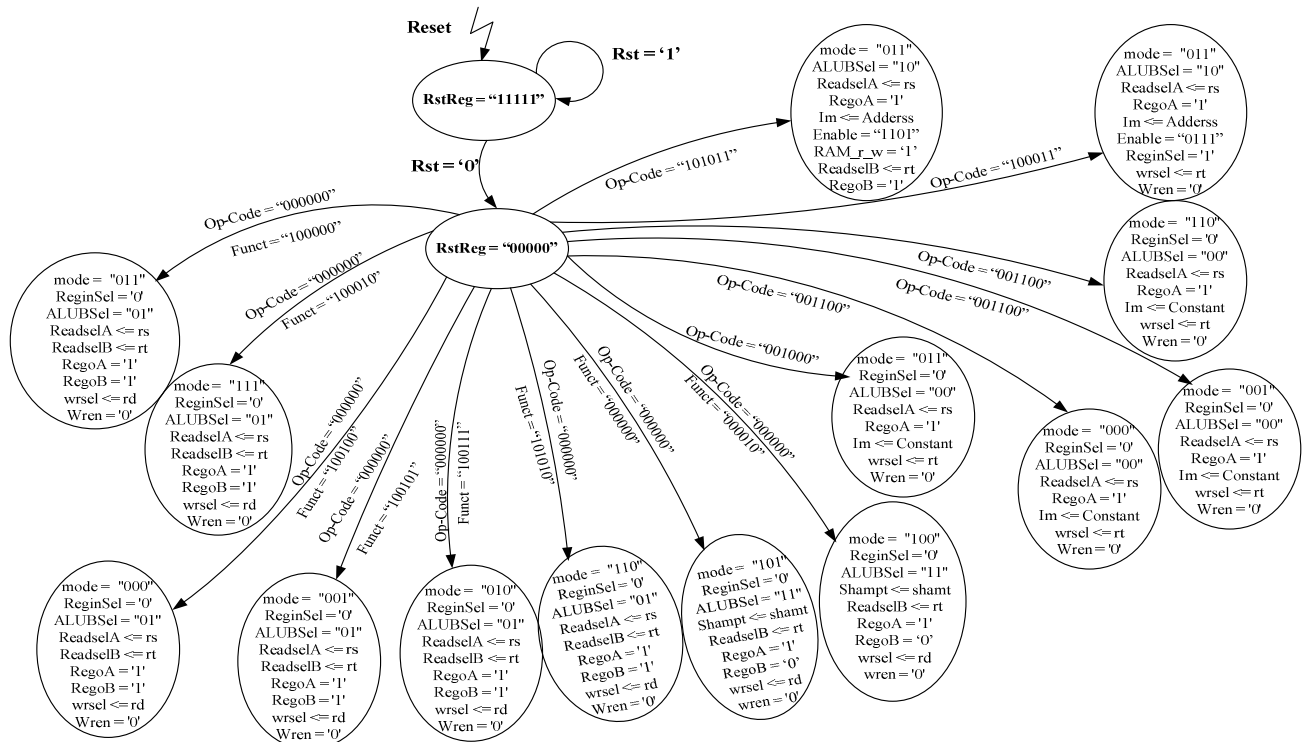 Reset
Rst = ‘1’
RstReg = “11111”
Rst = ‘0’
RstReg = “00000”
Op-Code = “101011”
mode = "011"
ALUBSel = "10"
ReadselA <= rs
RegoA = '1'
Im <= Adderss
Enable = “1101”
RAM_r_w = ‘1’
ReadselB <= rt
RegoB = '1'
Op-Code = “100011”
mode = "011"
ALUBSel = "10"
ReadselA <= rs
RegoA = '1'
Im <= Adderss
Enable = “0111”
ReginSel = '1'
wrsel <= rt
Wren = '0'
Op-Code = “001100”
mode = "110"
ReginSel = '0'
ALUBSel = "00"
ReadselA <= rs
RegoA = '1'
Im <= Constant
wrsel <= rt
Wren = '0'
Op-Code = “001100”
mode = "001"
ReginSel = '0'
ALUBSel = "00"
ReadselA <= rs
RegoA = '1'
Im <= Constant
wrsel <= rt
Wren = '0'
Op-Code = “001100”
mode = "000"
ReginSel = '0'
ALUBSel = "00"
ReadselA <= rs
RegoA = '1'
Im <= Constant
wrsel <= rt
Wren = '0'
Op-Code = “001000”
mode = "011"
ReginSel = '0'
ALUBSel = "00"
ReadselA <= rs
RegoA = '1'
Im <= Constant
wrsel <= rt
Wren = '0'
Op-Code = “000000”
Funct = “100000”
mode = "011"
ReginSel = '0'
ALUBSel = "01"
ReadselA <= rs
ReadselB <= rt
RegoA = '1'
RegoB = '1'
wrsel <= rd
Wren = '0'
Op-Code = “000000”
Funct = “100010”
mode = "111"
ReginSel = '0'
ALUBSel = "01"
ReadselA <= rs
ReadselB <= rt
RegoA = '1'
RegoB = '1'
wrsel <= rd
Wren = '0'
Op-Code = “000000”
Funct = “100100”
mode = "000"
ReginSel = '0'
ALUBSel = "01"
ReadselA <= rs
ReadselB <= rt
RegoA = '1'
RegoB = '1'
wrsel <= rd
Wren = '0'
Op-Code = “000000”
Funct = “100101”
mode = "001"
ReginSel = '0'
ALUBSel = "01"
ReadselA <= rs
ReadselB <= rt
RegoA = '1'
RegoB = '1'
wrsel <= rd
Wren = '0'
Op-Code = “000000”
Funct = “100111”
mode = "010"
ReginSel = '0'
ALUBSel = "01"
ReadselA <= rs
ReadselB <= rt
RegoA = '1'
RegoB = '1'
wrsel <= rd
Wren = '0'
Op-Code = “000000”
Funct = “101010”
mode = "110"
ReginSel = '0'
ALUBSel = "01"
ReadselA <= rs
ReadselB <= rt
RegoA = '1'
RegoB = '1'
wrsel <= rd
Wren = '0'
Op-Code = “000000”
Funct = “000000”
mode = "101"
ReginSel = '0'
ALUBSel = "11"
Shampt <= shamt
ReadselB <= rt
RegoA = '1'
RegoB = ‘0’
wrsel <= rd
wren = '0'
Op-Code = “000000”
Funct = “000010”
mode = "100"
ReginSel = '0'
ALUBSel = "11"
Shampt <= shamt
ReadselB <= rt
RegoA = '1'
RegoB = ‘0’
wrsel <= rd
wren = '0'